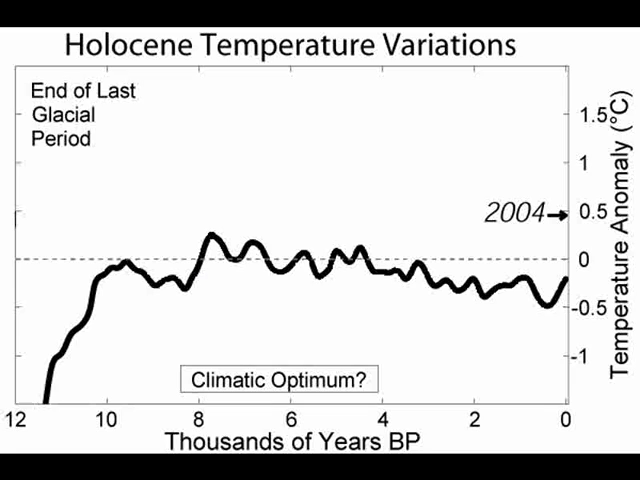 Holocene Temperature Variations
End of Last
Glacial
Period
2004
Climatic Optimum?
1.5
1
0.5
0
-0.5
-1
Temperature Anomaly (°C)
12 10 8 6 4 2 0
Thousands of Years BP